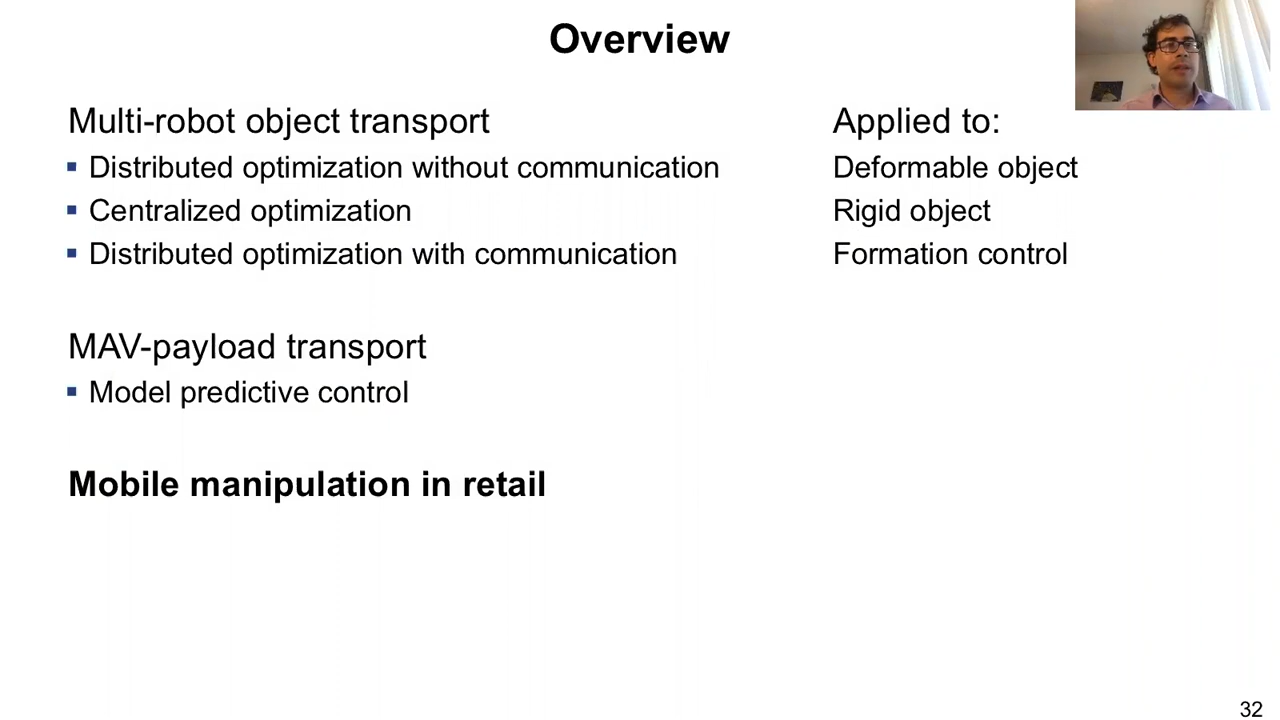 Overview
Multi-robot object transport
▪ Distributed optimization without communication
▪ Centralized optimization
▪ Distributed optimization with communication
Applied to:
Deformable object
Rigid object
Formation control
MAV-payload transport
▪ Model predictive control
Mobile manipulation in retail
32